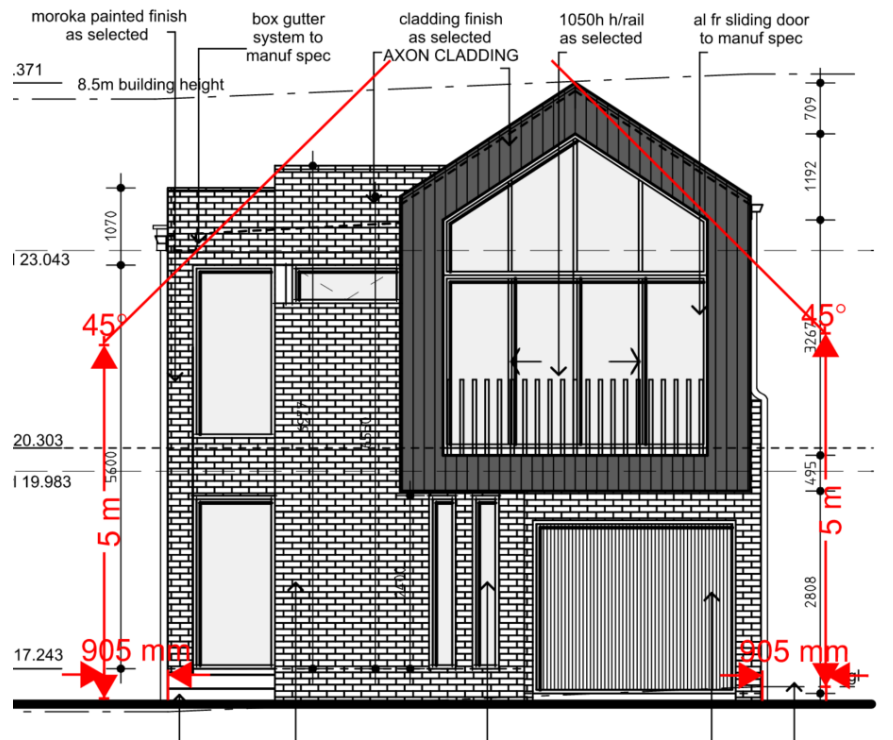 moroka painted finish
as selected
box gutter
system to
manuf spec
cladding finish
as selected
AXON CLADDING
1050h h/rail
as selected
al fr sliding door
to manuf spec
.371
8.5m building height
709
1192
1070
23.043
45°
45°
20.303
5600
19.983
495
5 m
5 m
2808
17.243
905 mm
905 mm